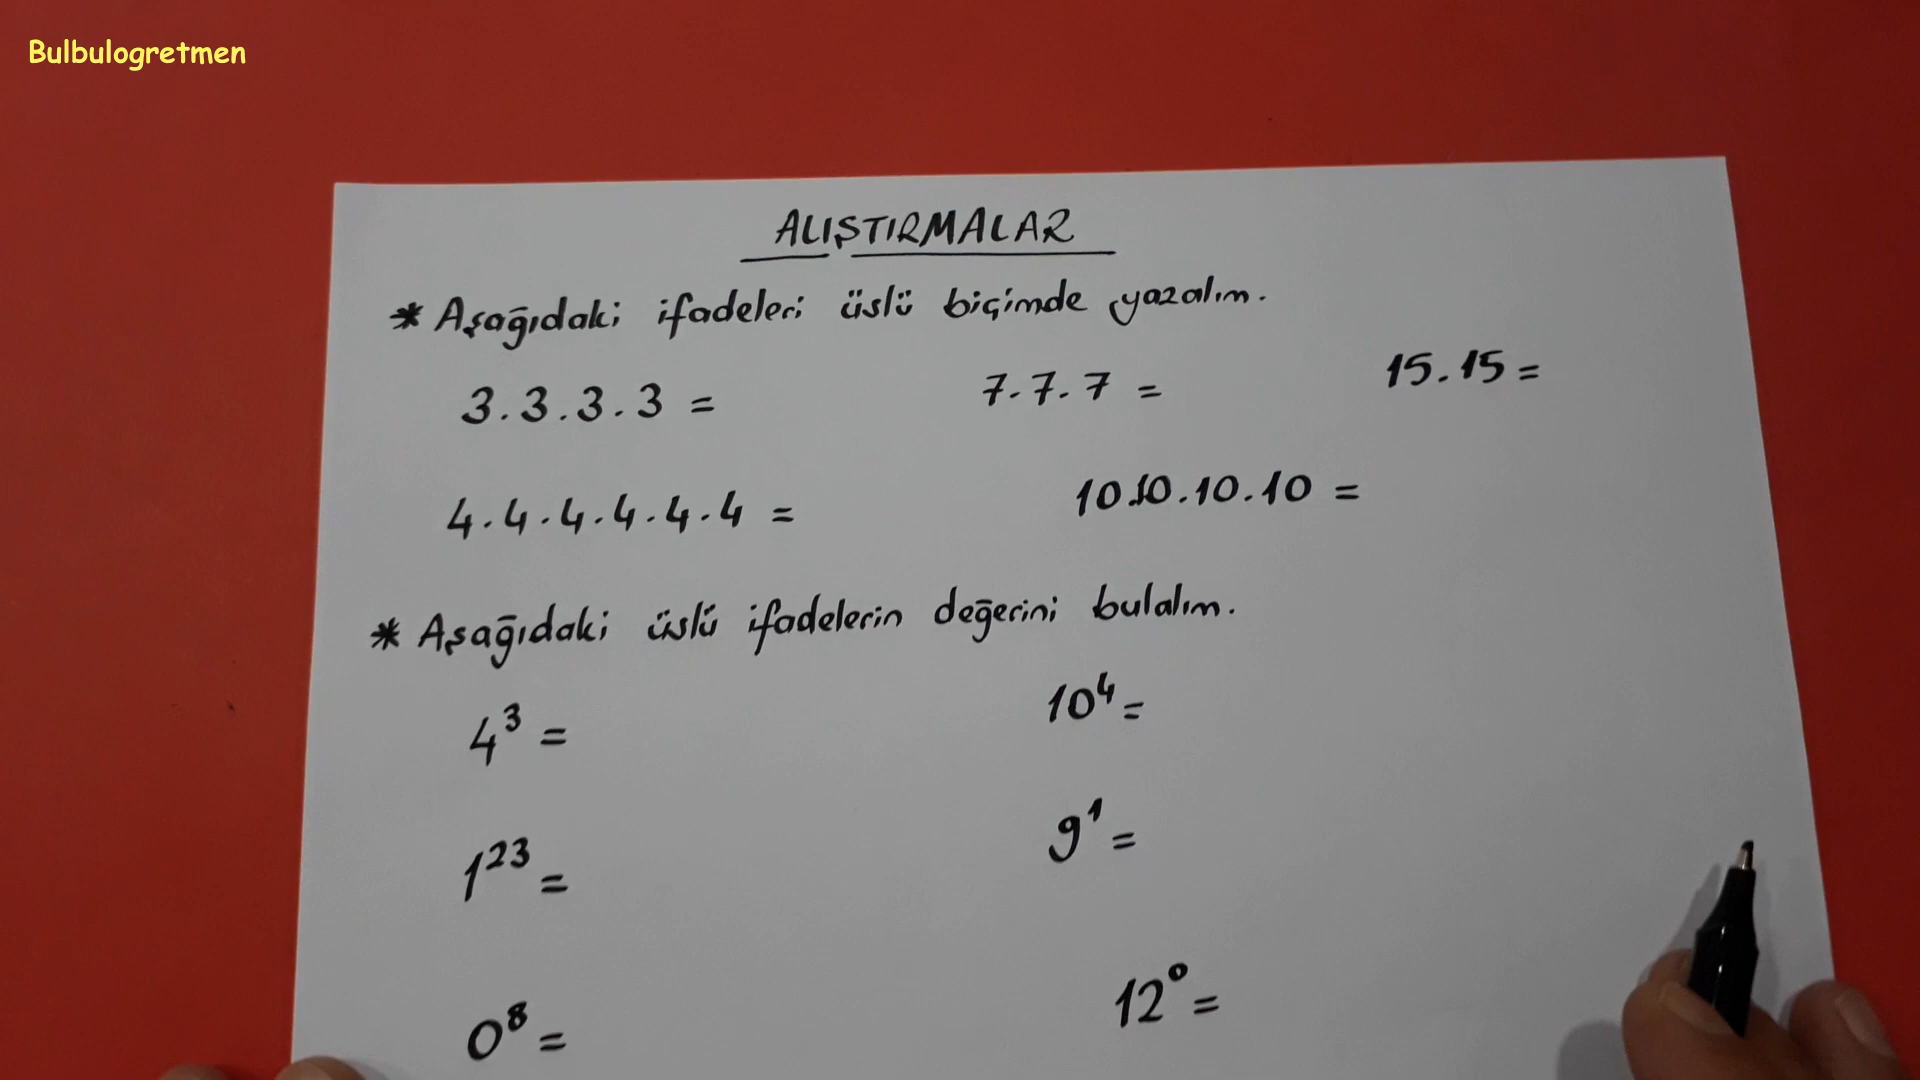 Bulbulogretmen
ALIŞTIRMALAR
* Aşağıdaki ifadeleri üslü biçimde yazalım.
3.3.3.3 = 7.7.7 = 15.15 =
4.4.4.4.4.4 = 10.10.10.10 =
* Aşağıdaki üslü ifadelerin değerini bulalım.
4³ = 10⁴ =
1²³ = 9¹ =
0⁸ = 12⁰ =